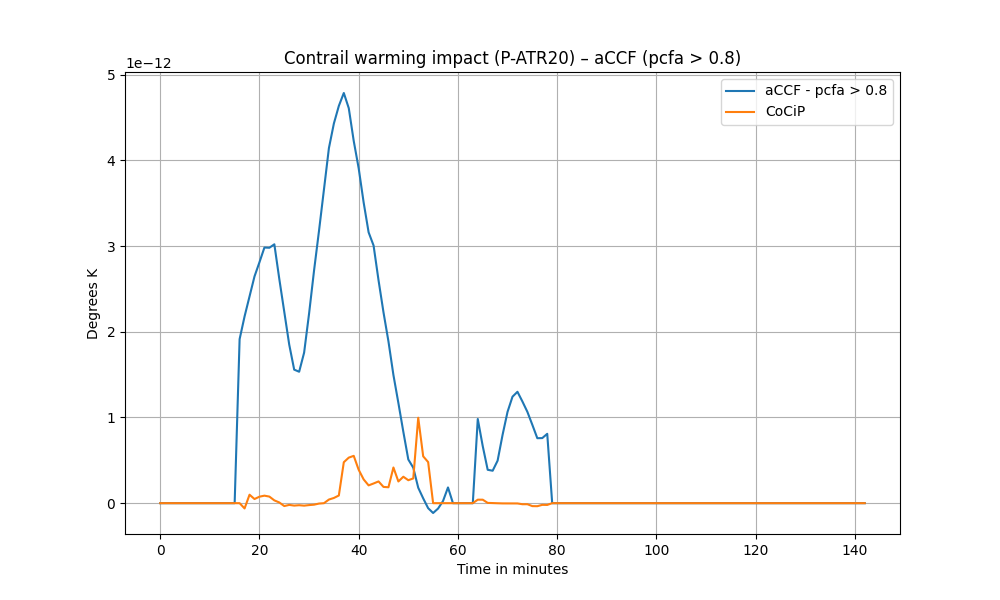 Contrail warming impact (P-ATR20) – aCCF (pcfa > 0.8)
1e−12
aCCF - pcfa > 0.8
CoCiP
5
4
3
2
1
0
Degrees K
0 20 40 60 80 100 120 140
Time in minutes